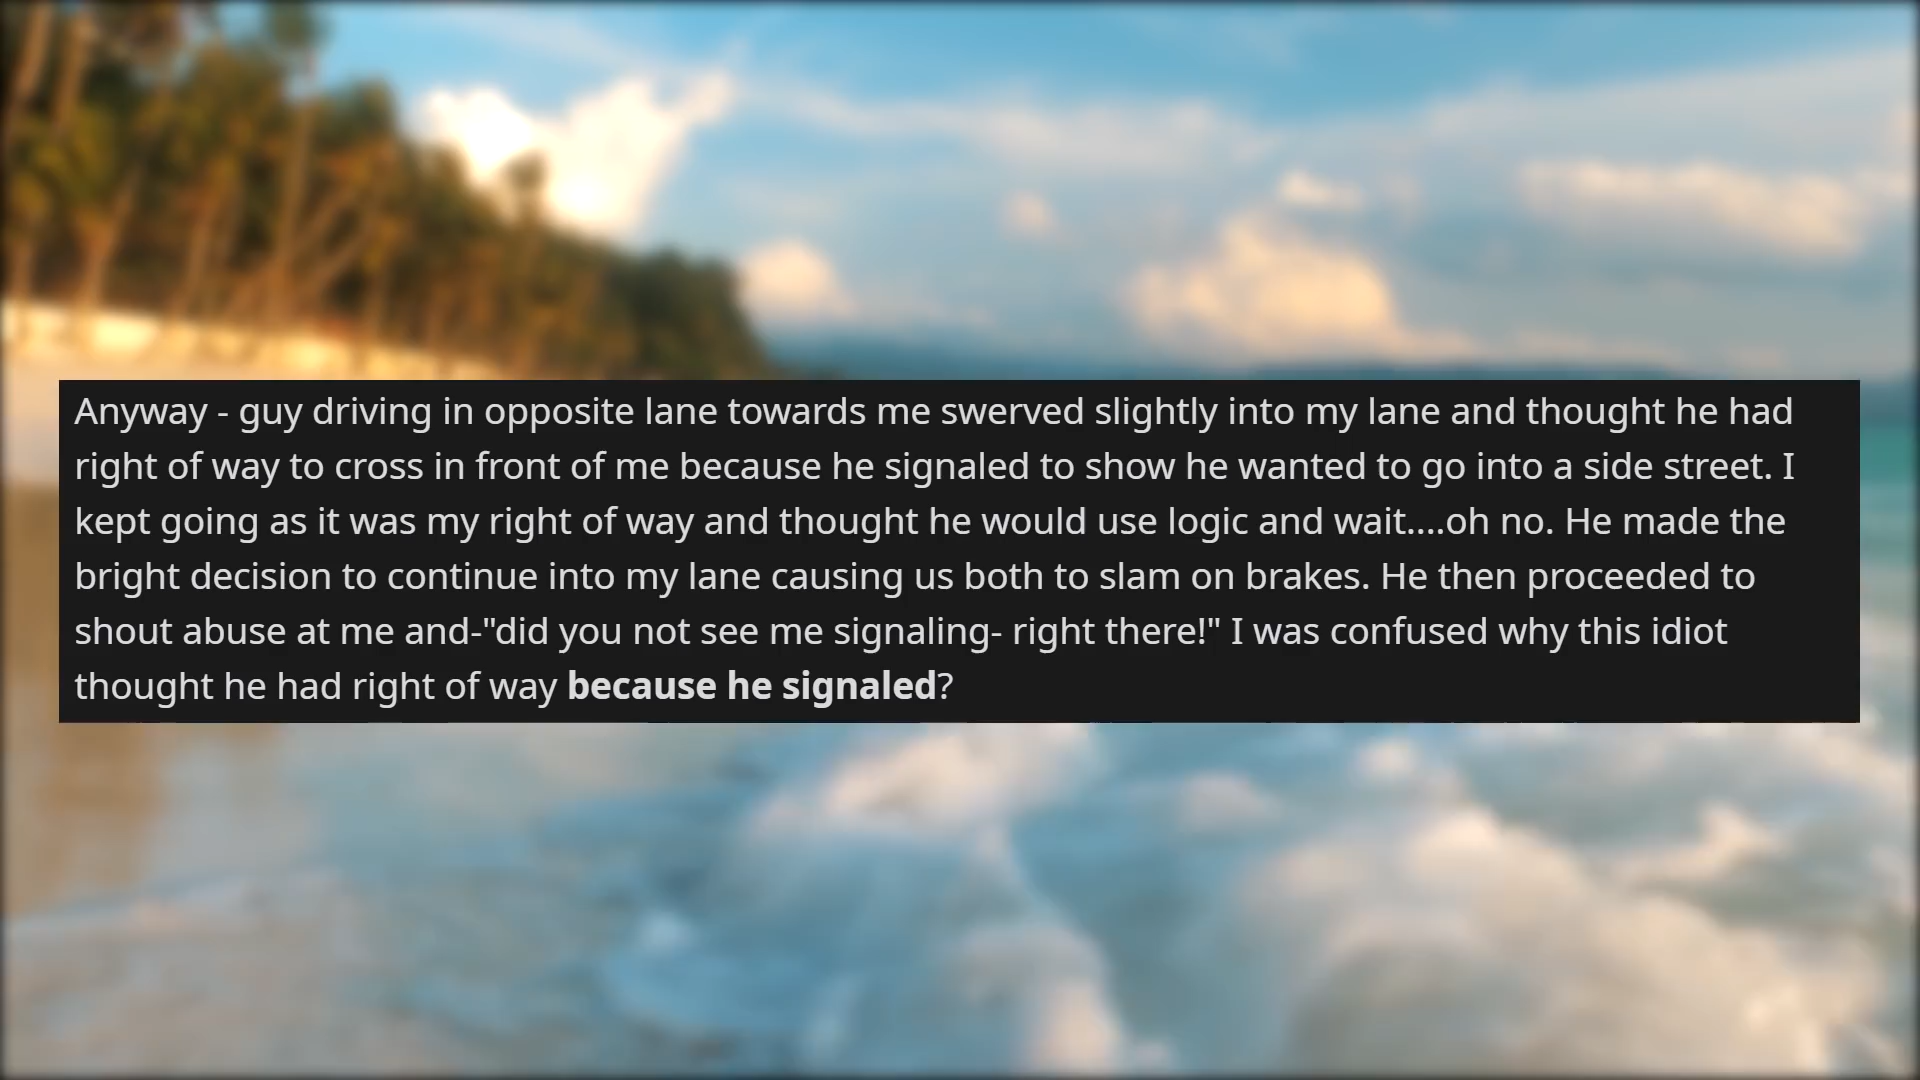 Anyway - guy driving in opposite lane towards me swerved slightly into my lane and thought he had
right of way to cross in front of me because he signaled to show he wanted to go into a side street. I
kept going as it was my right of way and thought he would use logic and wait....oh no. He made the
bright decision to continue into my lane causing us both to slam on brakes. He then proceeded to
shout abuse at me and-"did you not see me signaling- right there!" I was confused why this idiot
thought he had right of way because he signaled?